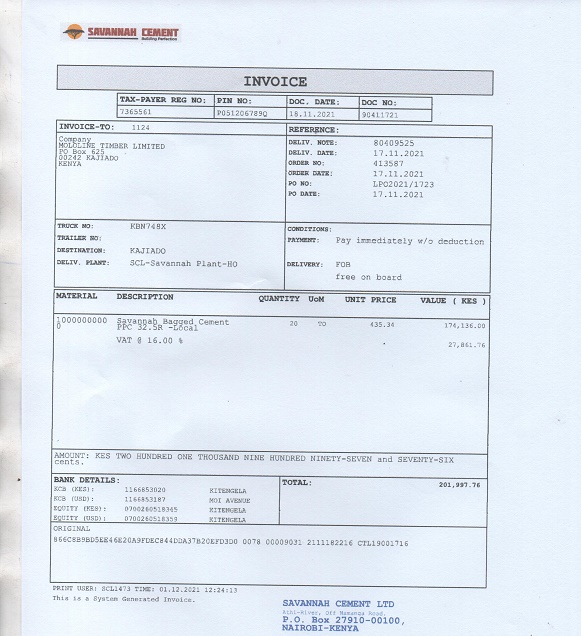 SAVANNAH CEMENT
Building Perfection
INVOICE
TAX-PAYER REG NO: PIN NO: DOC. DATE: DOC NO:
7365561 P051206789Q 18.11.2021 90411721
INVOICE-TO: 1124
Company
MOLOLINE TIMBER LIMITED
PO Box 625
00242 KAJIADO
KENYA
REFERENCE:
DELIV. NOTE: 80409525
DELIV. DATE: 17.11.2021
ORDER NO: 413587
ORDER DATE: 17.11.2021
PO NO: LPO2021/1723
PO DATE: 17.11.2021
TRUCK NO: KBN748X
TRAILER NO:
DESTINATION: KAJIADO
DELIV. PLANT: SCL-Savannah Plant-HO
CONDITIONS:
PAYMENT: Pay immediately w/o deduction
DELIVERY: FOB
free on board
MATERIAL DESCRIPTION QUANTITY UoM UNIT PRICE VALUE ( KES )
1000000000 Savannah Bagged Cement
0 PPC 32.5R -Local 20 TO 435.34 174,136.00
VAT @ 16.00 % 27,861.76
AMOUNT: KES TWO HUNDRED ONE THOUSAND NINE HUNDRED NINETY-SEVEN and SEVENTY-SIX
cents.
BANK DETAILS:
KCB (KES): 1166853020 KITENGELA
KCB (USD): 1166853187 MOI AVENUE
EQUITY (KES): 0700260518365 KITENGELA
EQUITY (USD): 0700260518359 KITENGELA
TOTAL: 201,997.76
ORIGINAL
866C8B9BD5EE46E20A9FDEC844DDA37B20EFD3D0 0078 00009031 2111182216 CTL19001716
PRINT USER: SCL1473 TIME: 01.12.2021 12:24:13
This is a System Generated Invoice.
SAVANNAH CEMENT LTD
Athi-River, Off Namanga Road,
P.O. Box 27910-00100,
NAIROBI-KENYA